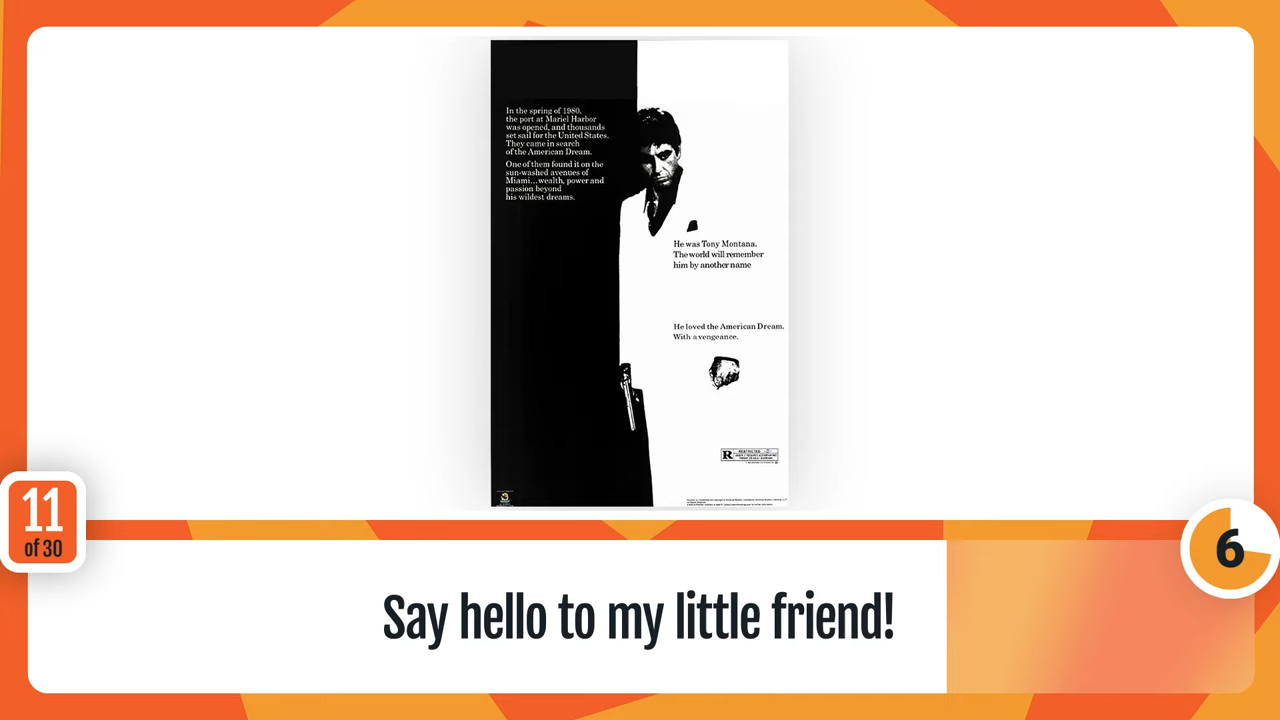 In the spring of 1980,
the port at Mariel Harbor
was opened, and thousands
set sail for the United States.
They came in search
of the American Dream.
One of them found it on the
sun-washed avenues of
Miami...wealth, power and
passion beyond
his wildest dreams.
He was Tony Montana.
The world will remember
him by another name
He loved the American Dream.
With a vengeance.
R RESTRICTED
11
of 30
6
Say hello to my little friend!